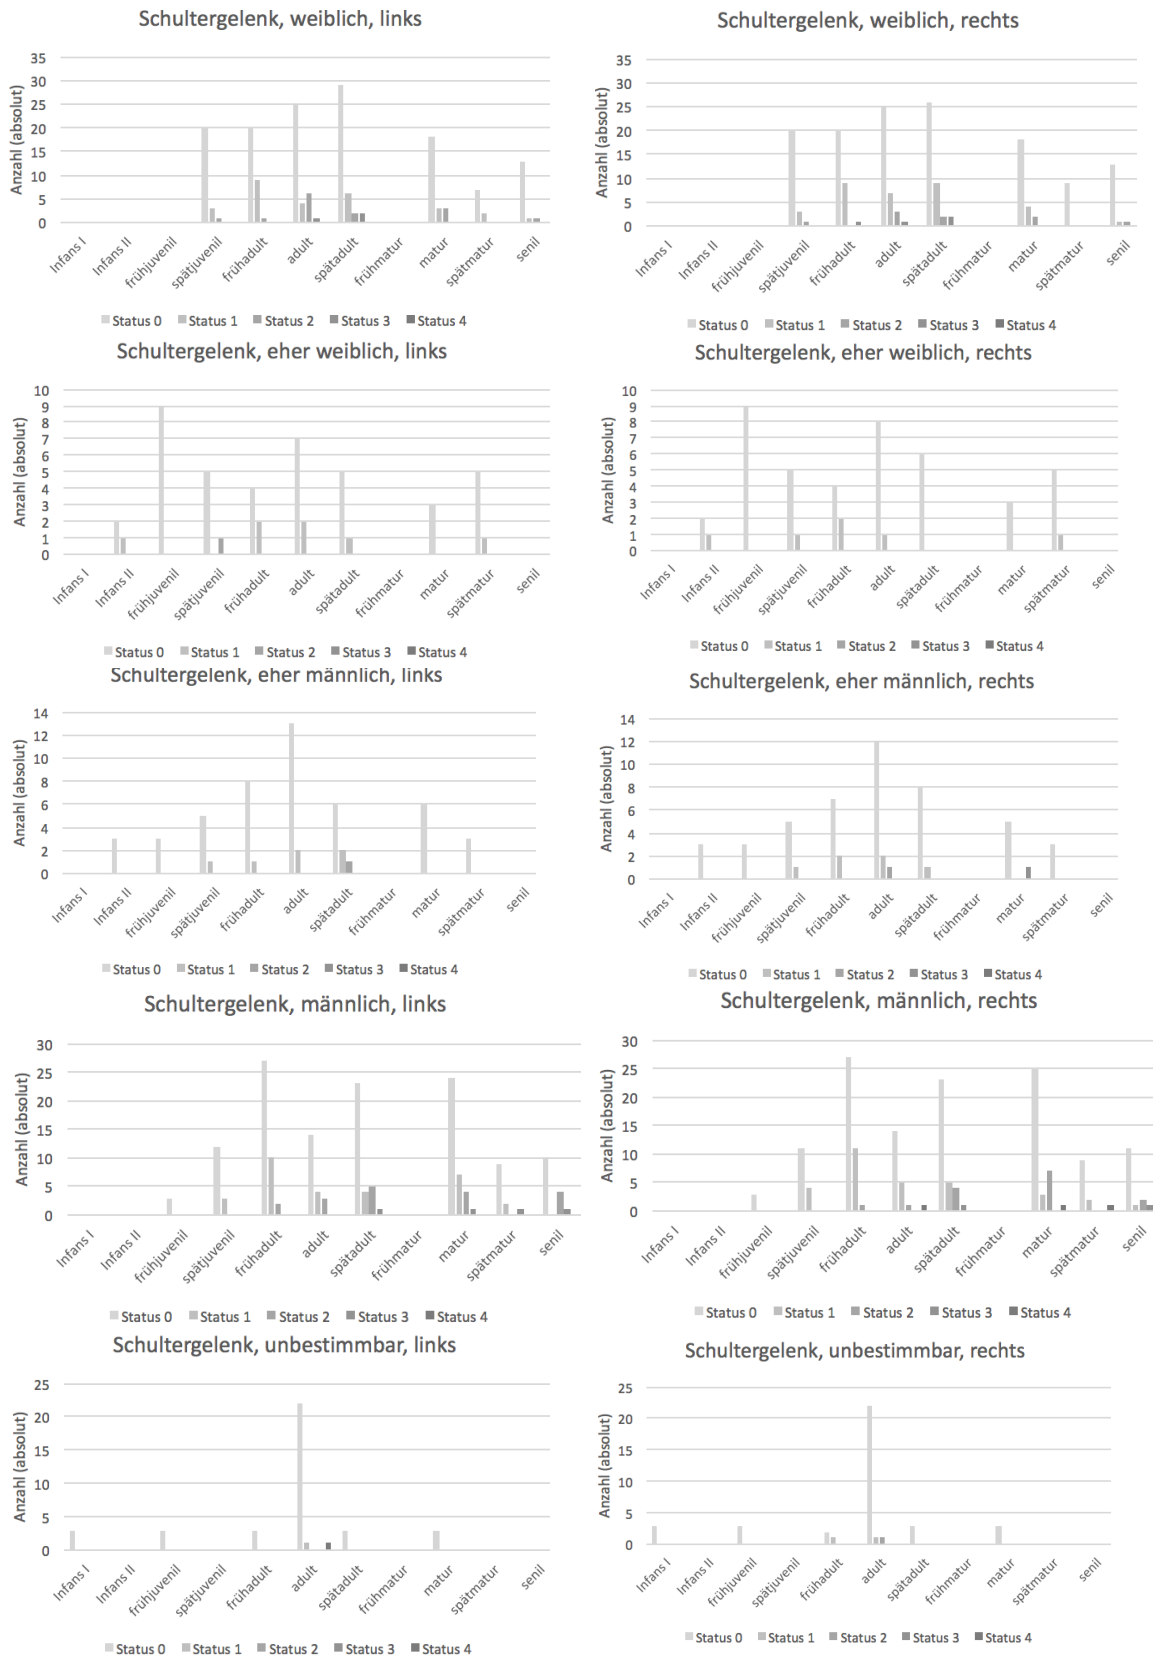 Schultergelenk, weiblich, links
Anzahl (absolut)
35
30
25
20
15
10
5
0
Infans I
Infans II
frühjuvenil
spätjuvenil
frühadult
adult
spätadult
frühmatur
matur
spätmatur
senil
Status 0 Status 1 Status 2 Status 3 Status 4
Schultergelenk, weiblich, rechts
Anzahl (absolut)
35
30
25
20
15
10
5
0
Infans I
Infans II
frühjuvenil
spätjuvenil
frühadult
adult
spätadult
frühmatur
matur
spätmatur
senil
Status 0 Status 1 Status 2 Status 3 Status 4
Schultergelenk, eher weiblich, links
Anzahl (absolut)
10
9
8
7
6
5
4
3
2
1
0
Infans I
Infans II
frühjuvenil
spätjuvenil
frühadult
adult
spätadult
frühmatur
matur
spätmatur
senil
Status 0 Status 1 Status 2 Status 3 Status 4
Schultergelenk, eher weiblich, rechts
Anzahl (absolut)
10
9
8
7
6
5
4
3
2
1
0
Infans I
Infans II
frühjuvenil
spätjuvenil
frühadult
adult
spätadult
frühmatur
matur
spätmatur
senil
Status 0 Status 1 Status 2 Status 3 Status 4
Schultergelenk, eher männlich, links
Anzahl (absolut)
14
12
10
8
6
4
2
0
Infans I
Infans II
frühjuvenil
spätjuvenil
frühadult
adult
spätadult
frühmatur
matur
spätmatur
senil
Status 0 Status 1 Status 2 Status 3 Status 4
Schultergelenk, eher männlich, rechts
Anzahl (absolut)
14
12
10
8
6
4
2
0
Infans I
Infans II
frühjuvenil
spätjuvenil
frühadult
adult
spätadult
frühmatur
matur
spätmatur
senil
Status 0 Status 1 Status 2 Status 3 Status 4
Schultergelenk, männlich, links
Anzahl (absolut)
30
25
20
15
10
5
0
Infans I
Infans II
frühjuvenil
spätjuvenil
frühadult
adult
spätadult
frühmatur
matur
spätmatur
senil
Status 0 Status 1 Status 2 Status 3 Status 4
Schultergelenk, männlich, rechts
Anzahl (absolut)
30
25
20
15
10
5
0
Infans I
Infans II
frühjuvenil
spätjuvenil
frühadult
adult
spätadult
frühmatur
matur
spätmatur
senil
Status 0 Status 1 Status 2 Status 3 Status 4
Schultergelenk, unbestimmbar, links
Anzahl (absolut)
25
20
15
10
5
0
Infans I
Infans II
frühjuvenil
spätjuvenil
frühadult
adult
spätadult
frühmatur
matur
spätmatur
senil
Status 0 Status 1 Status 2 Status 3 Status 4
Schultergelenk, unbestimmbar, rechts
Anzahl (absolut)
25
20
15
10
5
0
Infans I
Infans II
frühjuvenil
spätjuvenil
frühadult
adult
spätadult
frühmatur
matur
spätmatur
senil
Status 0 Status 1 Status 2 Status 3 Status 4